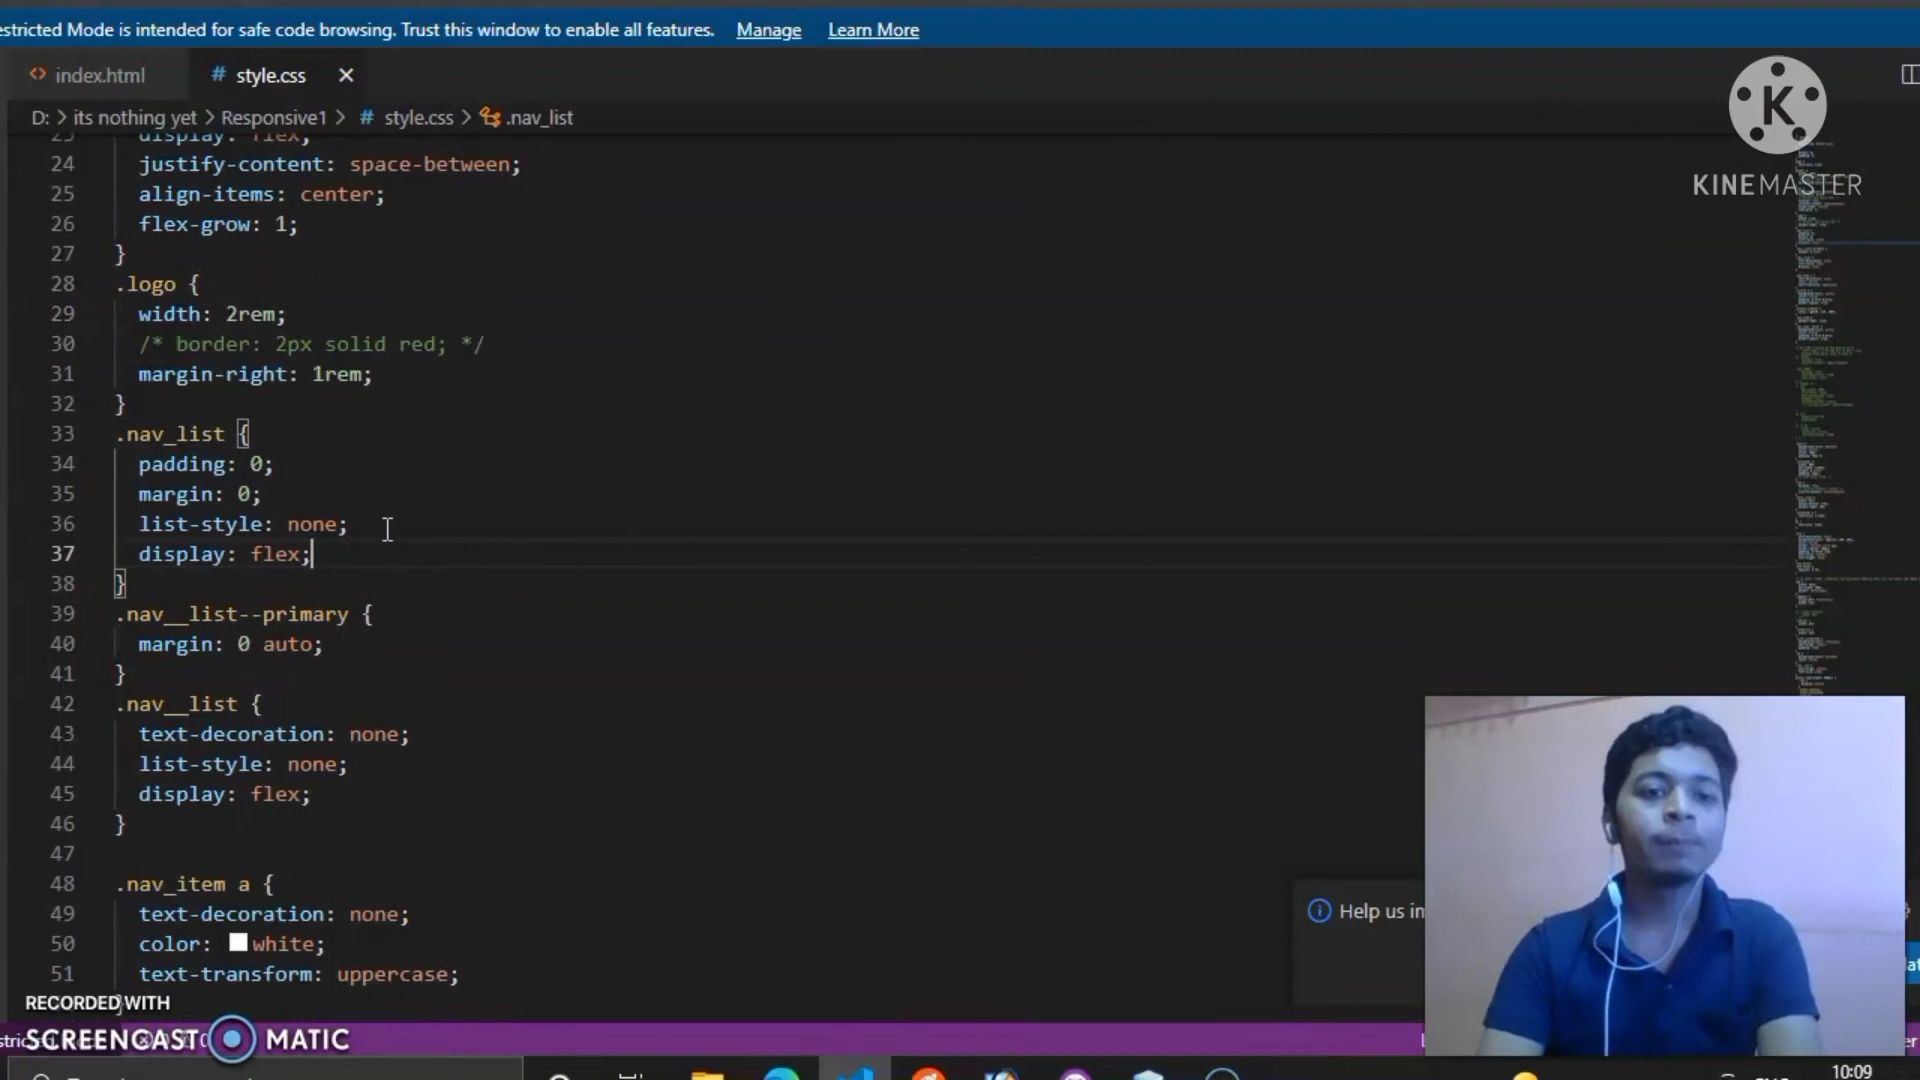 estricted Mode is intended for safe code browsing. Trust this window to enable all features. Manage Learn More
index.html # style.css
D: > its nothing yet > Responsive1 > # style.css > .nav_list
KINEMASTER
23 display: flex;
24 justify-content: space-between;
25 align-items: center;
26 flex-grow: 1;
27 }
28 .logo {
29 width: 2rem;
30 /* border: 2px solid red; */
31 margin-right: 1rem;
32 }
33 .nav_list {
34 padding: 0;
35 margin: 0;
36 list-style: none;
37 display: flex;
38 }
39 .nav__list--primary {
40 margin: 0 auto;
41 }
42 .nav__list {
43 text-decoration: none;
44 list-style: none;
45 display: flex;
46 }
47
48 .nav_item a {
49 text-decoration: none;
50 color: white;
51 text-transform: uppercase;
Help us im
RECORDED WITH
SCREENCAST MATIC
10:09